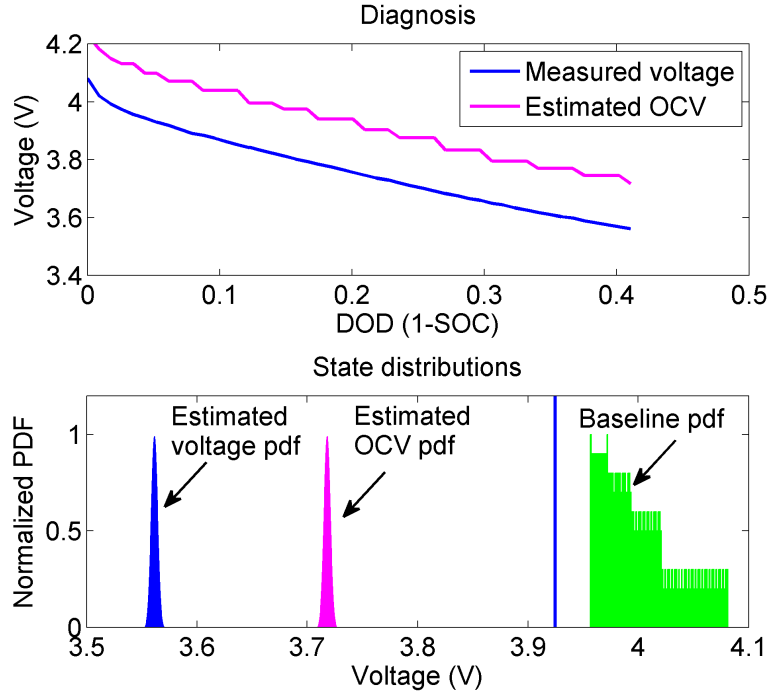 Diagnosis
4.2
4
3.8
3.6
3.4
Voltage (V)
Measured voltage
Estimated OCV
0
0.1
0.2
0.3
0.4
0.5
DOD (1-SOC)
State distributions
1
0.5
0
Normalized PDF
Estimated
voltage pdf
Estimated
OCV pdf
Baseline pdf
3.5
3.6
3.7
3.8
3.9
4
4.1
Voltage (V)